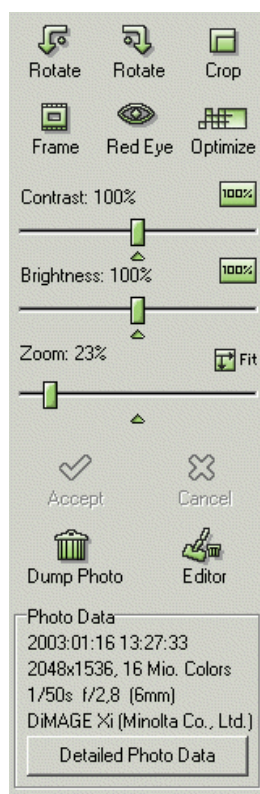 Rotate Rotate Crop
Frame Red Eye Optimize
Contrast: 100% 100%
Brightness: 100% 100%
Zoom: 23% Fit
Accept Cancel
Dump Photo Editor
Photo Data
2003:01:16 13:27:33
2048x1536, 16 Mio. Colors
1/50s f/2,8 (6mm)
DiMAGE Xi (Minolta Co., Ltd.)
Detailed Photo Data